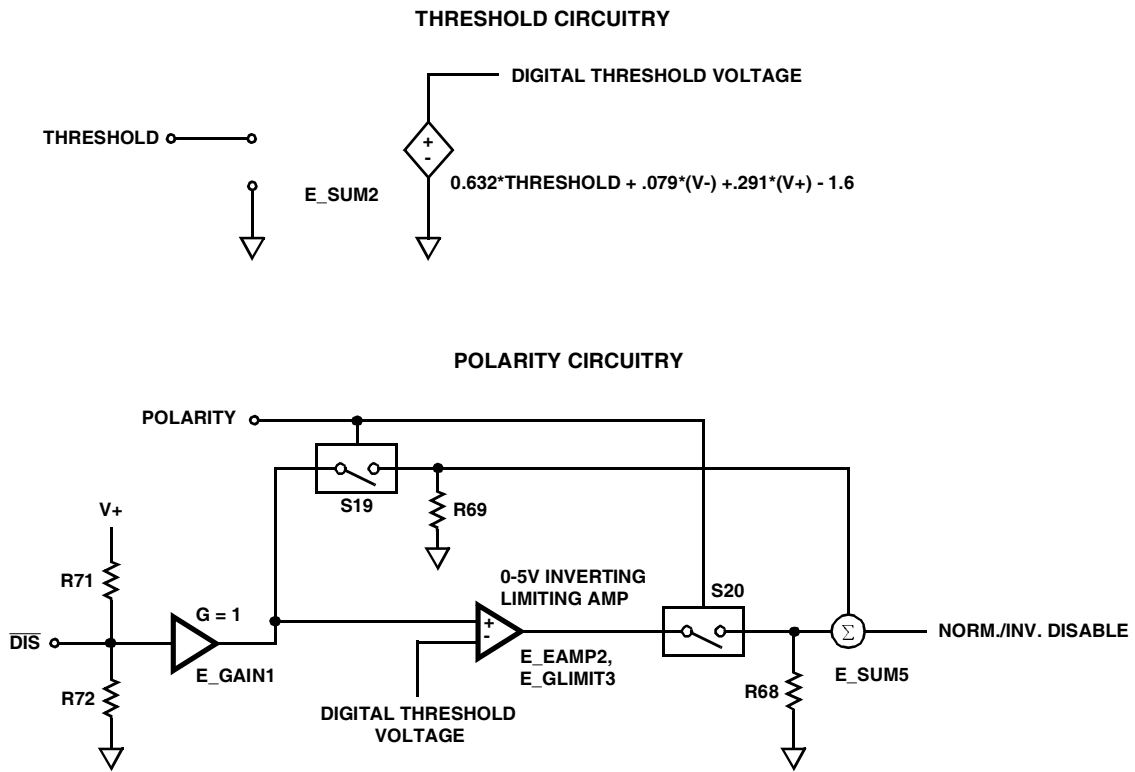 THRESHOLD CIRCUITRY
DIGITAL THRESHOLD VOLTAGE
THRESHOLD
+
-
E_SUM2
0.632*THRESHOLD + .079*(V-) +.291*(V+) - 1.6
POLARITY CIRCUITRY
POLARITY
S19
R69
V+
R71
0-5V INVERTING
LIMITING AMP
S20
G = 1
DIS
+
-
Σ
NORM./INV. DISABLE
E_GAIN1
E_EAMP2,
E_GLIMIT3
E_SUM5
R72
R68
DIGITAL THRESHOLD
VOLTAGE